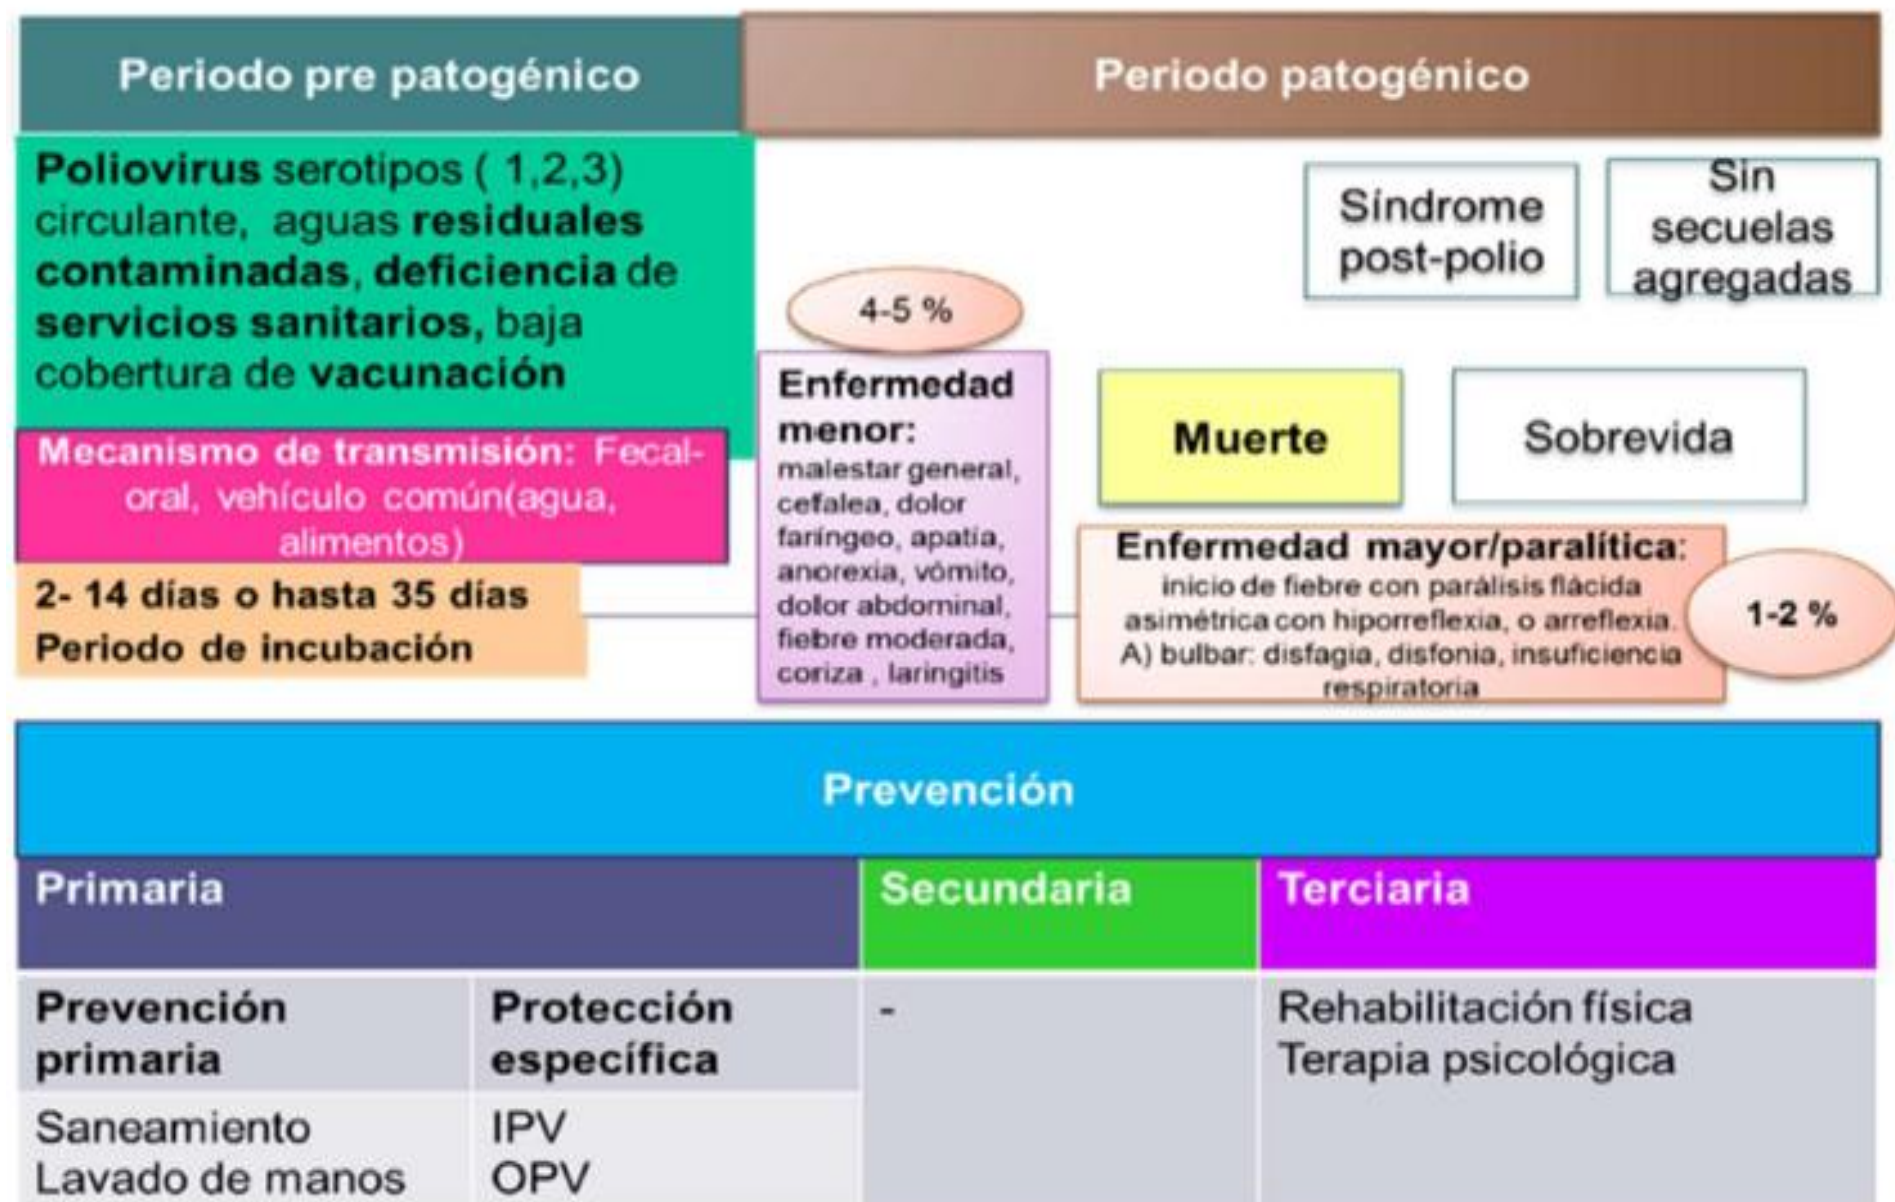 Periodo pre patogénico
Periodo patogénico
Poliovirus serotipos ( 1,2,3)
circulante, aguas residuales
contaminadas, deficiencia de
servicios sanitarios, baja
cobertura de vacunación
Mecanismo de transmisión: Fecal-
oral, vehículo común(agua,
alimentos)
2- 14 días o hasta 35 días
Periodo de incubación
4-5 %
Enfermedad
menor:
malestar general,
cefalea, dolor
faríngeo, apatía,
anorexia, vómito,
dolor abdominal,
fiebre moderada,
coriza , laringitis
Síndrome
post-polio
Sin
secuelas
agregadas
Muerte
Sobrevida
Enfermedad mayor/paralítica:
inicio de fiebre con parálisis flácida
asimétrica con hiporreflexia, o arreflexia.
A) bulbar: disfagia, disfonia, insuficiencia
respiratoria
1-2 %
Prevención
Primaria
Secundaria
Terciaria
Prevención
primaria
Protección
específica
-
Rehabilitación física
Terapia psicológica
Saneamiento
Lavado de manos
IPV
OPV